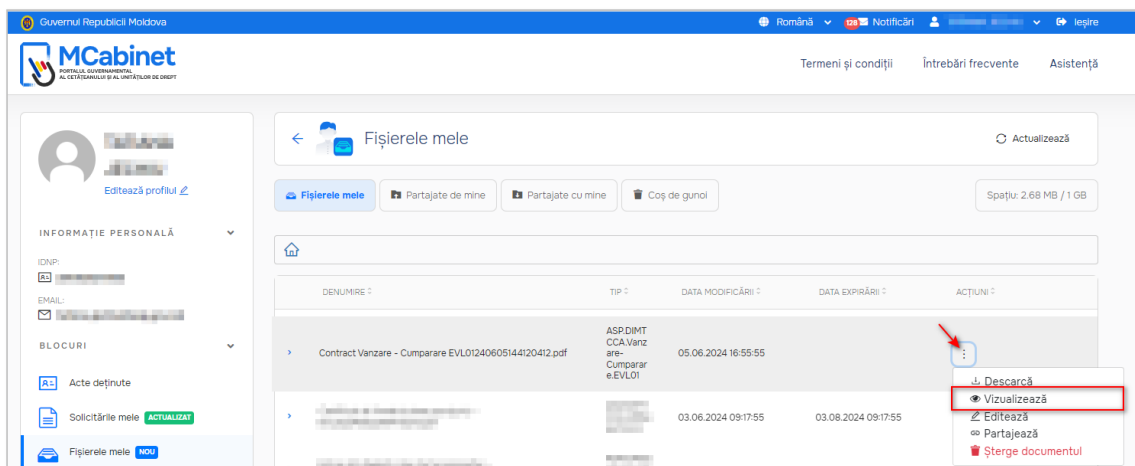 Guvernul Republicii Moldova
Română
128 Notificări
Ieșire
MCabinet
PORTALUL GUVERNAMENTAL
AL CETĂȚEANULUI ȘI AL UNITĂȚILOR DE DREPT
Termeni și condiții
Întrebări frecvente
Asistență
Editează profilul
INFORMAȚIE PERSONALĂ
IDNP:
EMAIL:
BLOCURI
Acte deținute
Solicitările mele ACTUALIZAT
Fișierele mele NOU
Fișierele mele
Actualizează
Fișierele mele
Partajate de mine
Partajate cu mine
Coș de gunoi
Spațiu: 2.68 MB / 1 GB
DENUMIRE
TIP
DATA MODIFICĂRII
DATA EXPIRĂRII
ACȚIUNI
Contract Vanzare - Cumparare EVL01240605144120412.pdf
ASP.DIMT
CCA.Vanz
are-
Cumparar
e.EVL01
05.06.2024 16:55:55
03.06.2024 09:17:55
03.08.2024 09:17:55
Descarcă
Vizualizează
Editează
Partajează
Șterge documentul